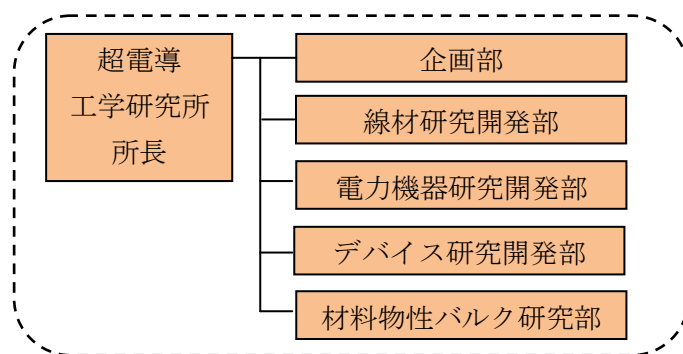 超電導
工学研究所
所長
企画部
線材研究開発部
電力機器研究開発部
デバイス研究開発部
材料物性バルク研究部